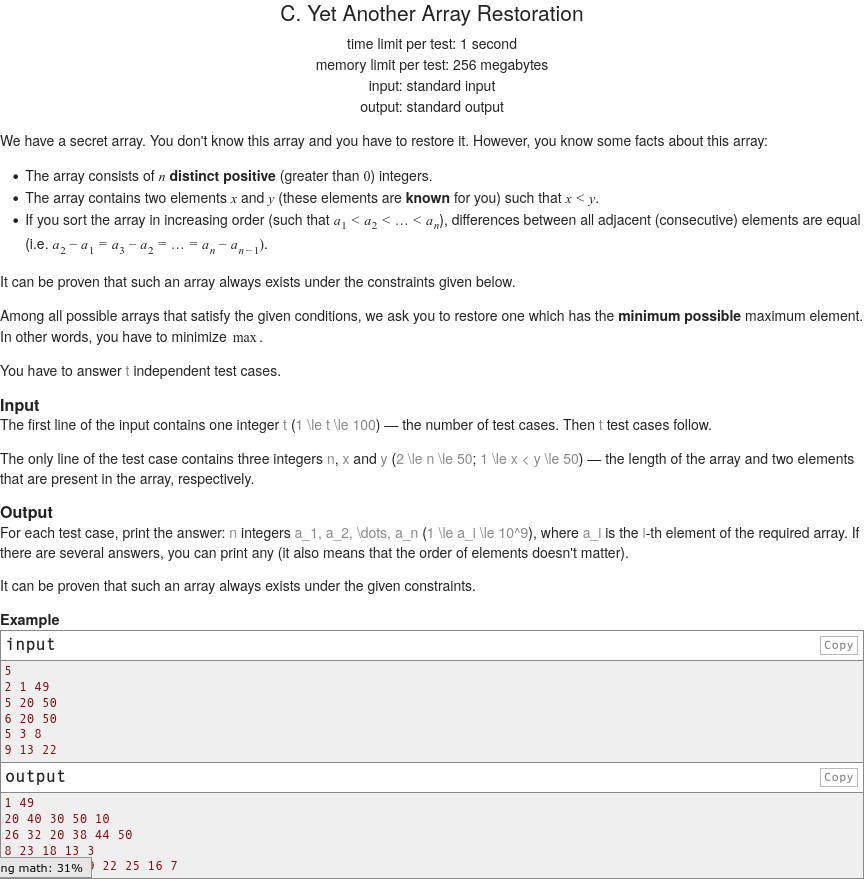 C. Yet Another Array Restoration
time limit per test: 1 second
memory limit per test: 256 megabytes
input: standard input
output: standard output
We have a secret array. You don't know this array and you have to restore it. However, you know some facts about this array:
• The array consists of n distinct positive (greater than 0) integers.
• The array contains two elements x and y (these elements are known for you) such that x < y.
• If you sort the array in increasing order (such that a1 < a2 < … < an), differences between all adjacent (consecutive) elements are equal
(i.e. a2 − a1 = a3 − a2 = … = an − an−1).
It can be proven that such an array always exists under the constraints given below.
Among all possible arrays that satisfy the given conditions, we ask you to restore one which has the minimum possible maximum element.
In other words, you have to minimize max.
You have to answer t independent test cases.
Input
The first line of the input contains one integer t (1 \le t \le 100) — the number of test cases. Then t test cases follow.
The only line of the test case contains three integers n, x and y (2 \le n \le 50; 1 \le x < y \le 50) — the length of the array and two elements
that are present in the array, respectively.
Output
For each test case, print the answer: n integers a_1, a_2, \dots, a_n (1 \le a_i \le 10^9), where a_i is the i-th element of the required array. If
there are several answers, you can print any (it also means that the order of elements doesn't matter).
It can be proven that such an array always exists under the given constraints.
Example
input
Copy
5
2 1 49
5 20 50
6 20 50
5 3 8
9 13 22
output
Copy
1 49
20 40 30 50 10
26 32 20 38 44 50
8 23 18 13 3
ng math: 31%
22 25 16 7